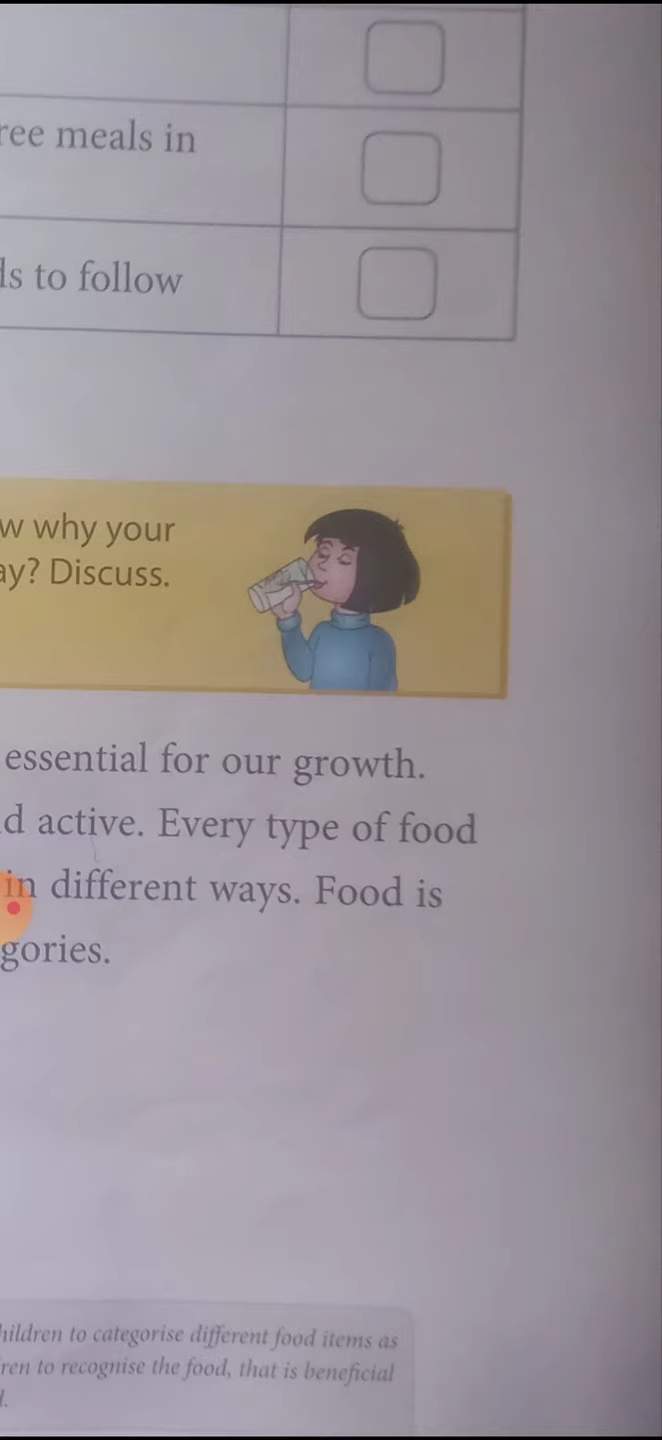 ree meals in
ls to follow
w why your
ay? Discuss.
essential for our growth.
d active. Every type of food
in different ways. Food is
gories.
hildren to categorise different food items as
ren to recognise the food, that is beneficial
l.